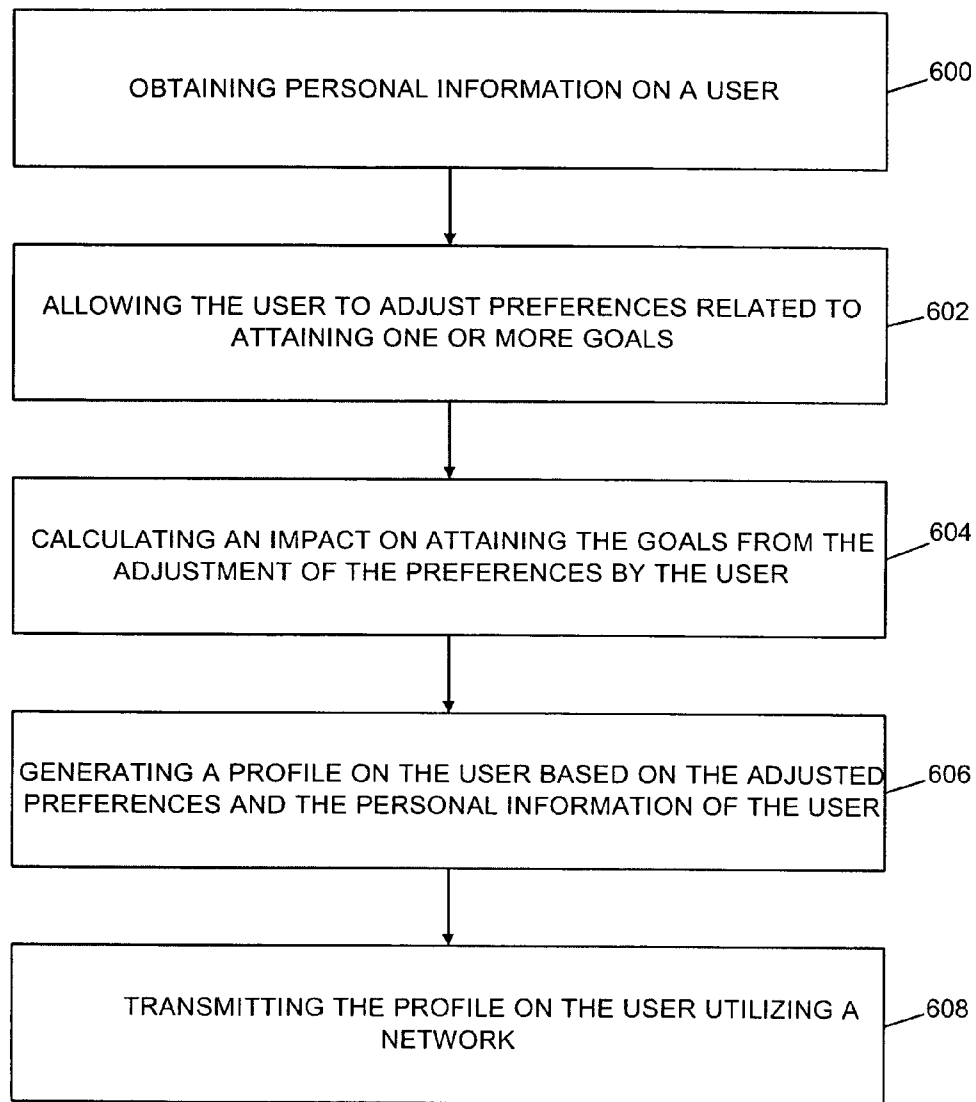 OBTAINING PERSONAL INFORMATION ON A USER
600
ALLOWING THE USER TO ADJUST PREFERENCES RELATED TO
ATTAINING ONE OR MORE GOALS
602
CALCULATING AN IMPACT ON ATTAINING THE GOALS FROM THE
ADJUSTMENT OF THE PREFERENCES BY THE USER
604
GENERATING A PROFILE ON THE USER BASED ON THE ADJUSTED
PREFERENCES AND THE PERSONAL INFORMATION OF THE USER
606
TRANSMITTING THE PROFILE ON THE USER UTILIZING A
NETWORK
608